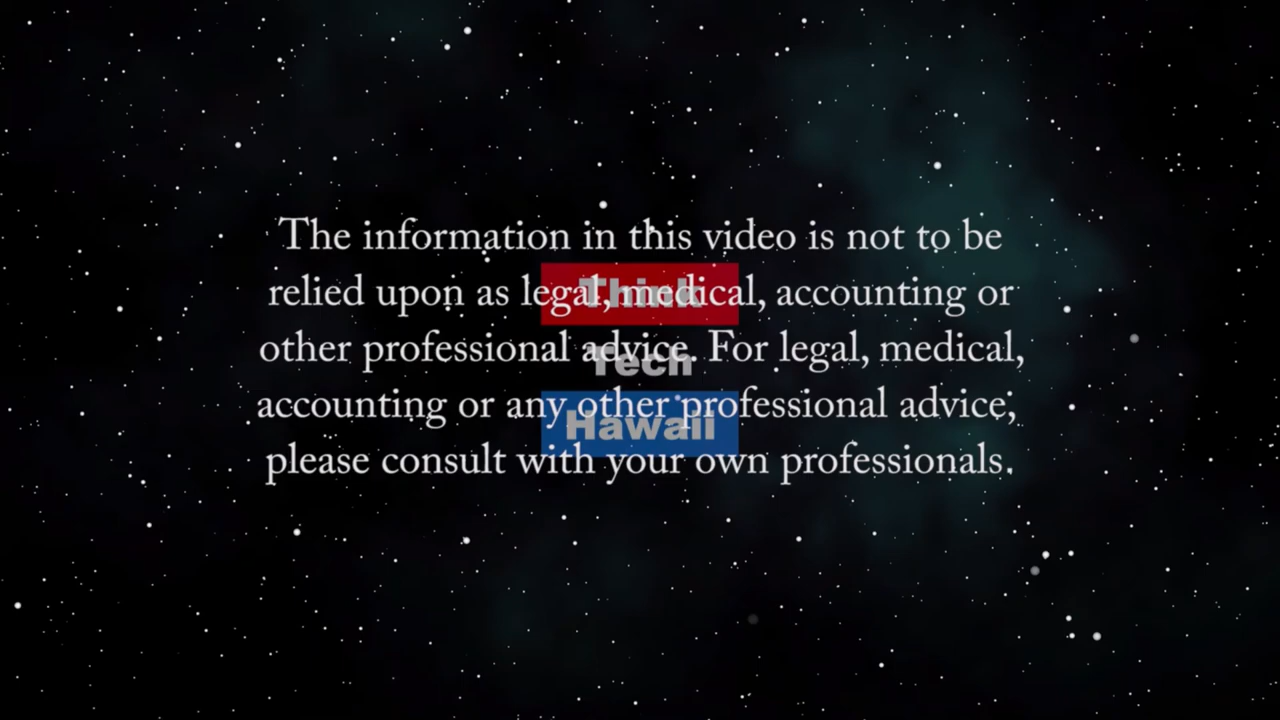 The information in this video is not to be
relied upon as legal, medical, accounting or
other professional advice. For legal, medical,
accounting or any other professional advice,
please consult with your own professionals.
Think
Tech
Hawaii